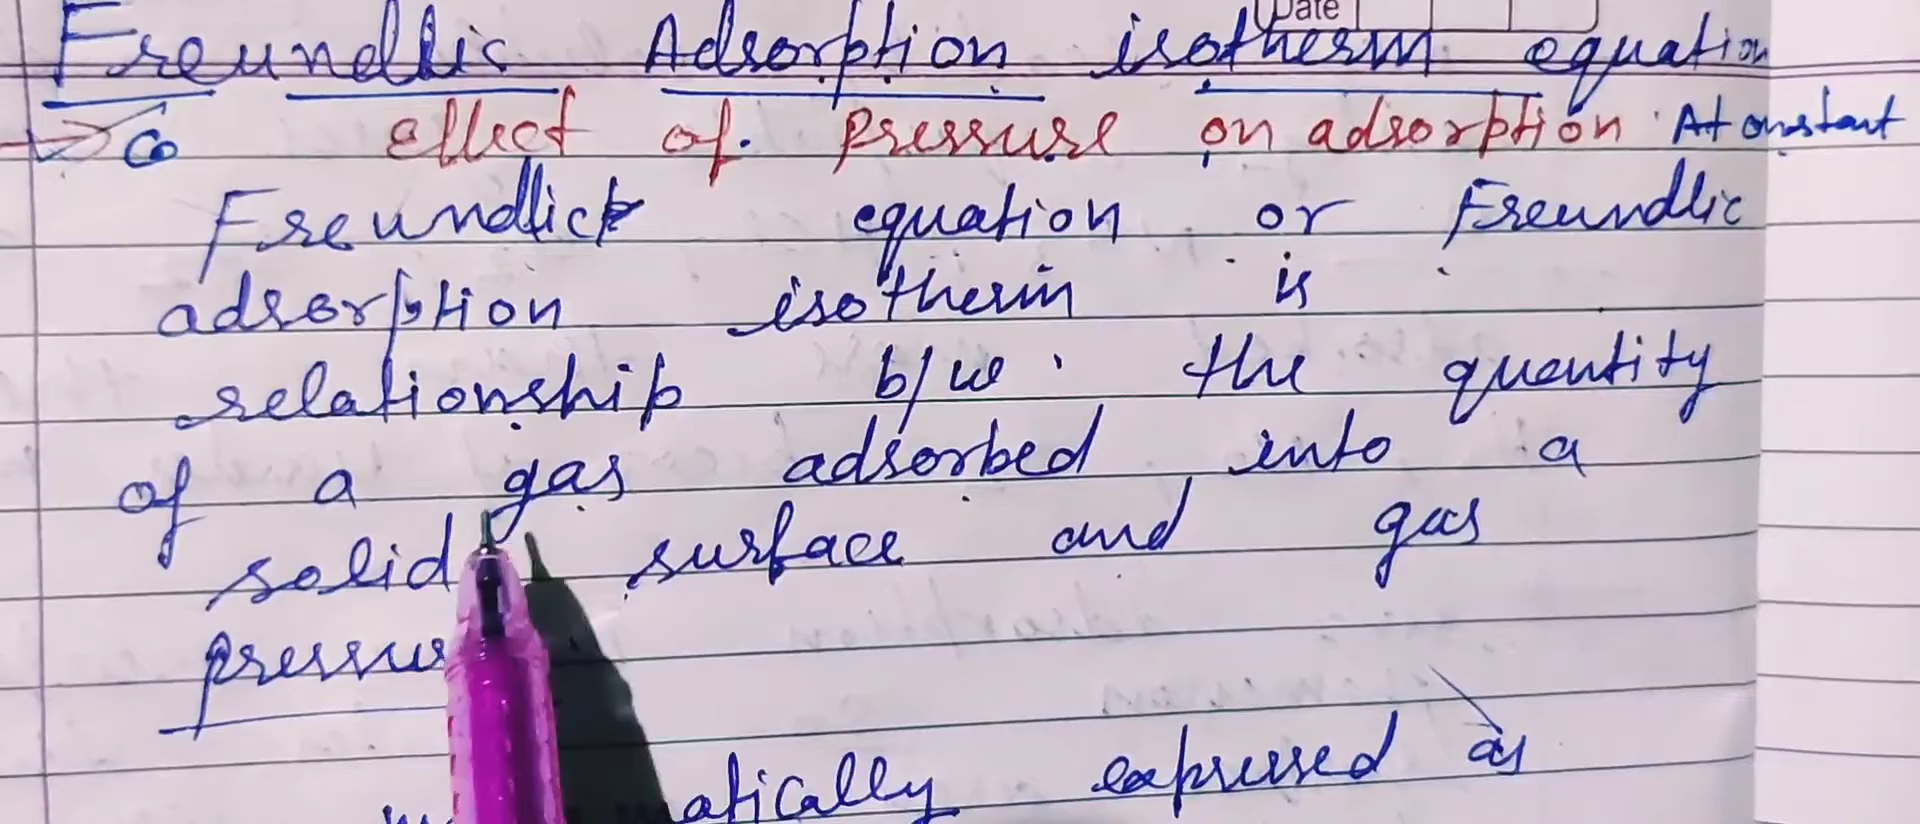 Date
Freundlic Adsorption isotherm equation
Co effect of pressure on adsorption At constant
Freundlick equation or Freundlic
adsorption isotherm is
relationship b/w the quantity
of a gas adsorbed into a
solid surface and gas
pressur
atically expressed as